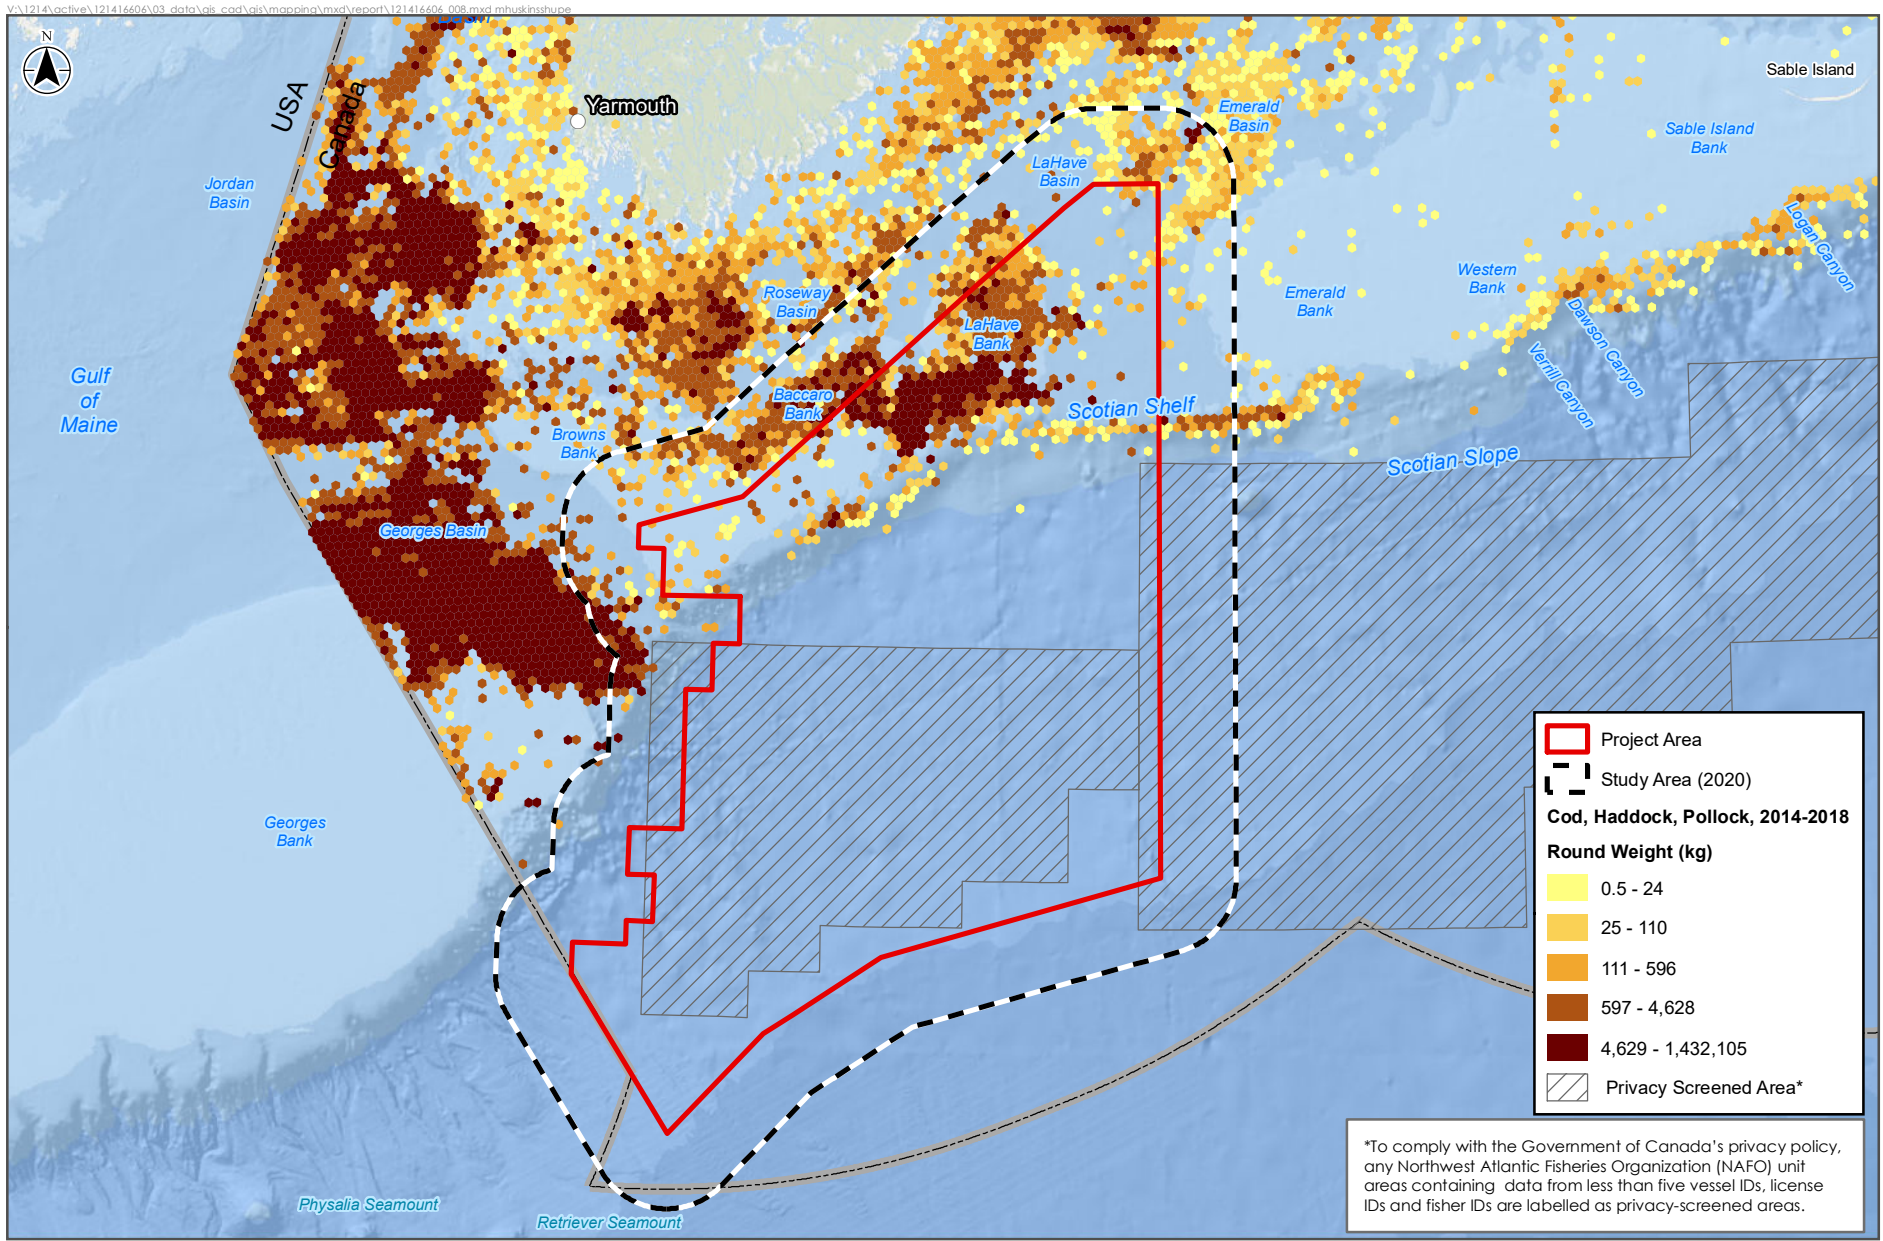 V:\1214\active\121416606\03_data\gis_cad\gis\mapping\mxd\report\121416606_008.mxd mhuskinsshupe
Basin
N
USA
Canada
Yarmouth
Sable Island
Emerald
Basin
Sable Island
Bank
LaHave
Basin
Jordan
Basin
Logan Canyon
Roseway
Basin
Western
Bank
Emerald
Bank
Dawson Canyon
LaHave
Bank
Verrill Canyon
Gulf
of
Maine
Baccaro
Bank
Scotian Shelf
Browns
Bank
Scotian Slope
Georges Basin
Georges
Bank
Physalia Seamount
Retriever Seamount
Project Area
Study Area (2020)
Cod, Haddock, Pollock, 2014-2018
Round Weight (kg)
0.5 - 24
25 - 110
111 - 596
597 - 4,628
4,629 - 1,432,105
Privacy Screened Area*
*To comply with the Government of Canada's privacy policy,
any Northwest Atlantic Fisheries Organization (NAFO) unit
areas containing data from less than five vessel IDs, license
IDs and fisher IDs are labelled as privacy-screened areas.